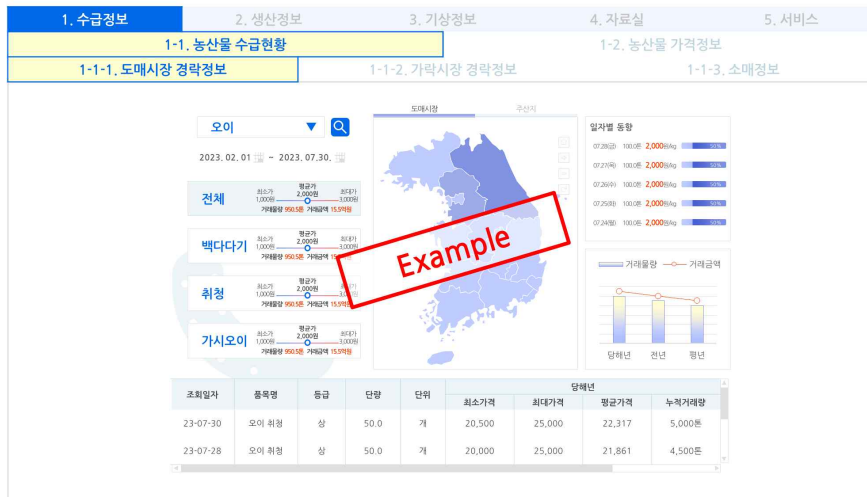 1. 수급정보 2. 생산정보 3. 기상정보 4. 자료실 5. 서비스
1-1. 농산물 수급현황 1-2. 농산물 가격정보
1-1-1. 도매시장 경락정보 1-1-2. 가락시장 경락정보 1-1-3. 소매정보
도매시장 주산지
오이
2023. 02. 01 ~ 2023. 07.30.
전체
최소가 평균가 최대가
1,000원 2,000원 3,000원
거래물량 950.5톤 거래금액 15.5억원
백다다기
최소가 평균가 최대가
1,000원 2,000원 3,000원
거래물량 950.5톤 거래금액 15.5억원
취청
최소가 평균가
1,000원 2,000원
거래물량 950.5톤 거래금액 15.5억원
가시오이
최소가 평균가 최대가
1,000원 2,000원 3,000원
거래물량 950.5톤 거래금액 15.5억원
Example
일자별 동향
07.28(금) 100.0톤 2,000원/kg 50%
07.27(목) 100.0톤 2,000원/kg 50%
07.26(수) 100.0톤 2,000원/kg 50%
07.25(화) 100.0톤 2,000원/kg 50%
07.24(월) 100.0톤 2,000원/kg 50%
거래물량 거래금액
당해년 전년 평년
조회일자 품목명 등급 단량 단위 당해년
최소가격 최대가격 평균가격 누적거래량
23-07-30 오이 취청 상 50.0 개 20,500 25,000 22,317 5,000톤
23-07-28 오이 취청 상 50.0 개 20,000 25,000 21,861 4,500톤